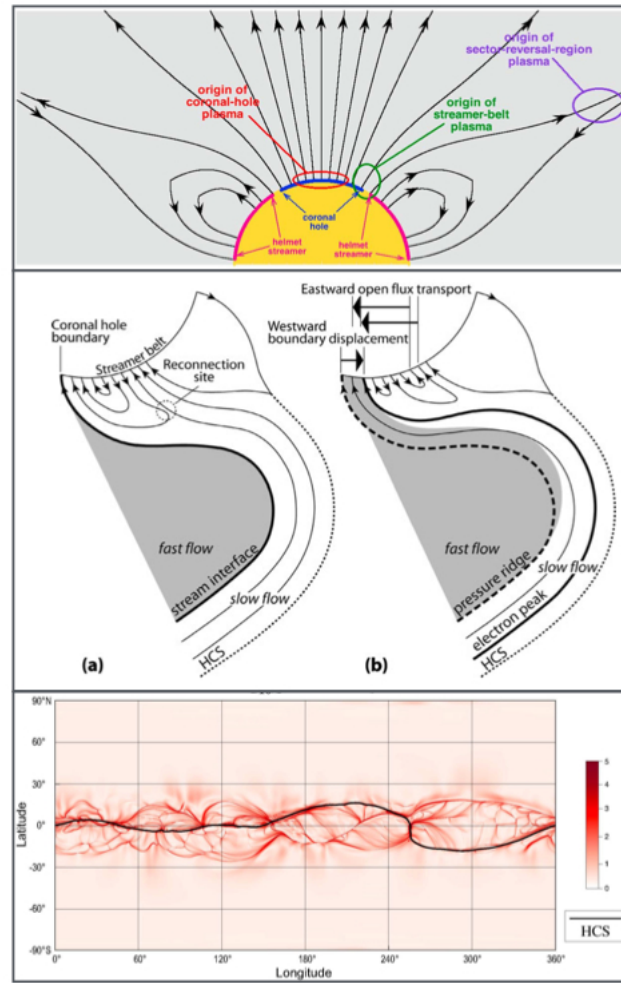 origin of
sector-reversal-region
plasma
origin of
coronal-hole
plasma
origin of
streamer-belt
plasma
coronal
hole
helmet
streamer
helmet
streamer
Eastward open flux transport
Coronal hole
boundary
Westward
boundary displacement
Streamer belt
Reconnection
site
fast flow
stream interface
slow flow
HCS
(a)
fast flow
pressure ridge
slow flow
electron peak
HCS
(b)
90°N
60°
30°
0°
-30°
-60°
90°S
Latitude
0°
60°
120°
180°
240°
300°
360°
Longitude
5
4
3
2
1
0
HCS